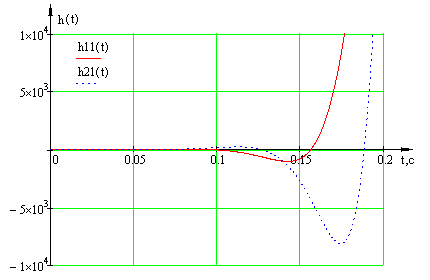 h(t)
1×10⁴
h11(t)
h21(t)
5×10³
0 0.05 0.1 0.15 0.2 t,c
−5×10³
−1×10⁴